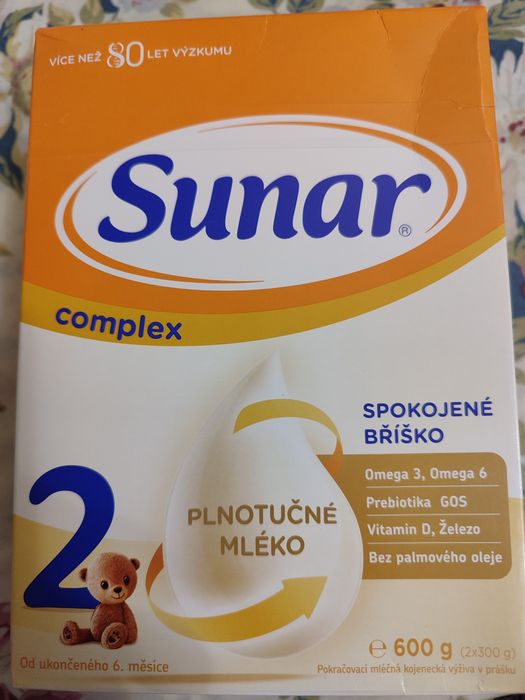 VÍCE NEŽ 80 LET VÝZKUMU
Sunar®
complex
SPOKOJENÉ
BŘÍŠKO
Omega 3, Omega 6
Prebiotika GOS
Vitamin D, Železo
Bez palmového oleje
PLNOTUČNÉ
MLÉKO
2
Od ukončeného 6. měsíce
℮ 600 g (2x300 g)
Pokračovací mléčná kojenecká výživa v prášku